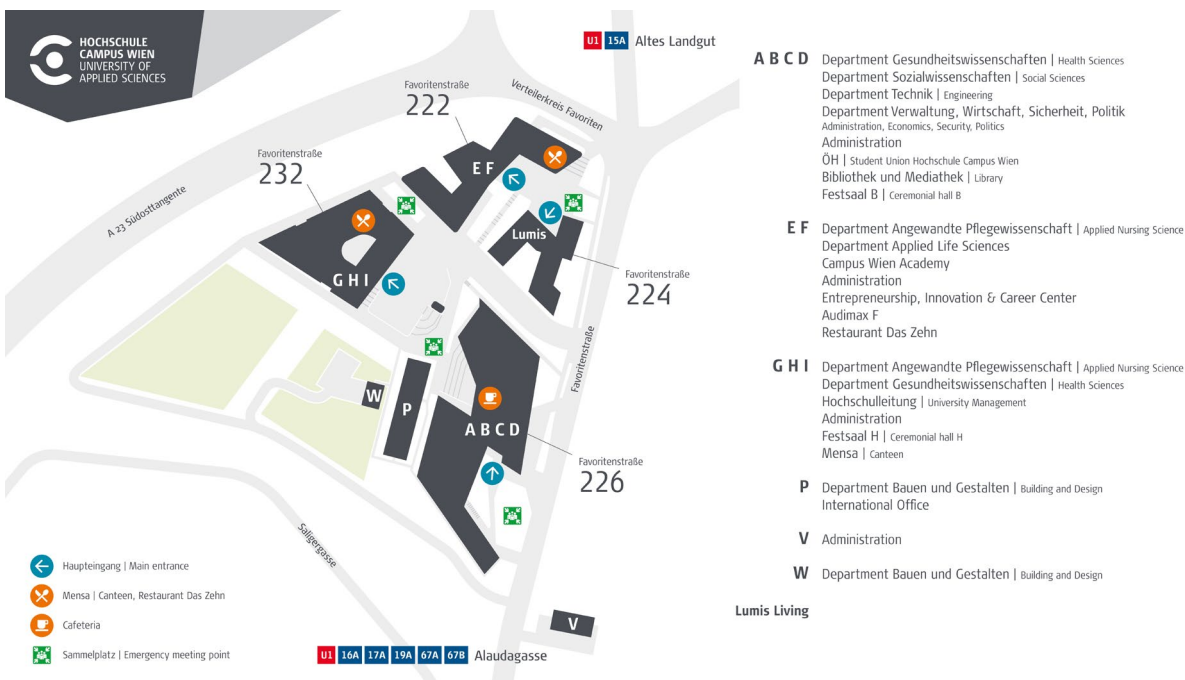 HOCHSCHULE
CAMPUS WIEN
UNIVERSITY OF
APPLIED SCIENCES
U1 15A Altes Landgut
Favoritenstraße
222
Verteilerkreis Favoriten
Favoritenstraße
232
A 23 Südosttangente
E F
Lumis
G H I
Favoritenstraße
224
Favoritenstraße
W
P
A B C D
Favoritenstraße
226
Saligergasse
V
Haupteingang | Main entrance
Mensa | Canteen, Restaurant Das Zehn
Cafeteria
Sammelplatz | Emergency meeting point
U1 16A 17A 19A 67A 67B Alaudagasse
A B C D Department Gesundheitswissenschaften | Health Sciences
Department Sozialwissenschaften | Social Sciences
Department Technik | Engineering
Department Verwaltung, Wirtschaft, Sicherheit, Politik
Administration, Economics, Security, Politics
Administration
ÖH | Student Union Hochschule Campus Wien
Bibliothek und Mediathek | Library
Festsaal B | Ceremonial hall B
E F Department Angewandte Pflegewissenschaft | Applied Nursing Science
Department Applied Life Sciences
Campus Wien Academy
Administration
Entrepreneurship, Innovation & Career Center
Audimax F
Restaurant Das Zehn
G H I Department Angewandte Pflegewissenschaft | Applied Nursing Science
Department Gesundheitswissenschaften | Health Sciences
Hochschulleitung | University Management
Administration
Festsaal H | Ceremonial hall H
Mensa | Canteen
P Department Bauen und Gestalten | Building and Design
International Office
V Administration
W Department Bauen und Gestalten | Building and Design
Lumis Living